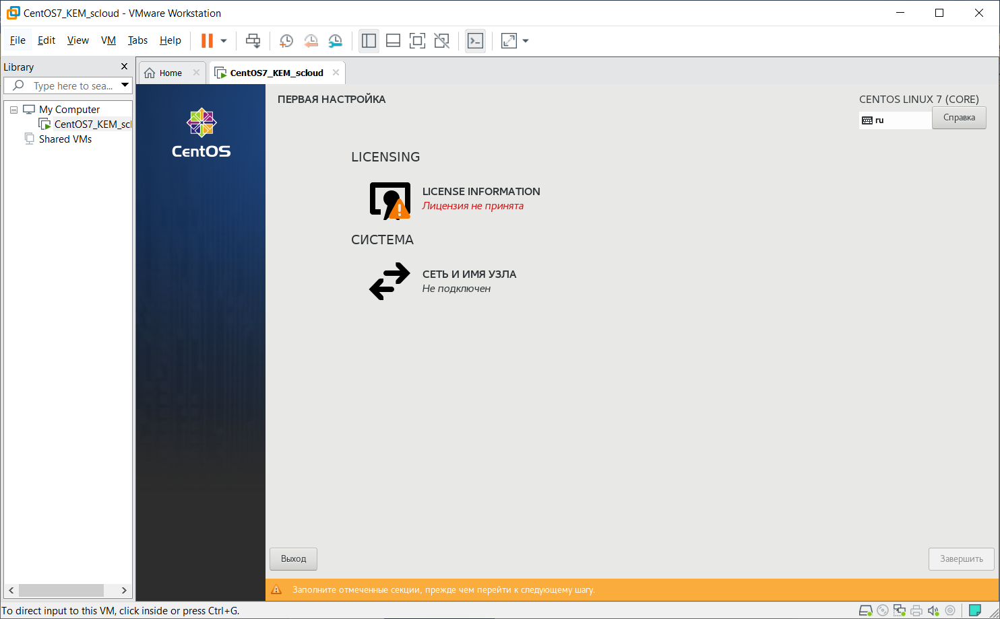 CentOS7_KEM_scloud - VMware Workstation
File Edit View VM Tabs Help
Library
Home
CentOS7_KEM_scloud
Type here to sea...
My Computer
CentOS7_KEM_scl
Shared VMs
CentOS
ПЕРВАЯ НАСТРОЙКА
CENTOS LINUX 7 (CORE)
ru
Справка
LICENSING
LICENSE INFORMATION
Лицензия не принята
СИСТЕМА
СЕТЬ И ИМЯ УЗЛА
Не подключен
Выход
Завершить
Заполните отмеченные секции, прежде чем перейти к следующему шагу.
To direct input to this VM, click inside or press Ctrl+G.